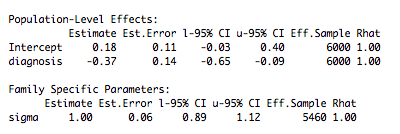 Population-Level Effects:
Estimate Est.Error l-95% CI u-95% CI Eff.Sample Rhat
Intercept 0.18 0.11 -0.03 0.40 6000 1.00
diagnosis -0.37 0.14 -0.65 -0.09 6000 1.00
Family Specific Parameters:
Estimate Est.Error l-95% CI u-95% CI Eff.Sample Rhat
sigma 1.00 0.06 0.89 1.12 5460 1.00